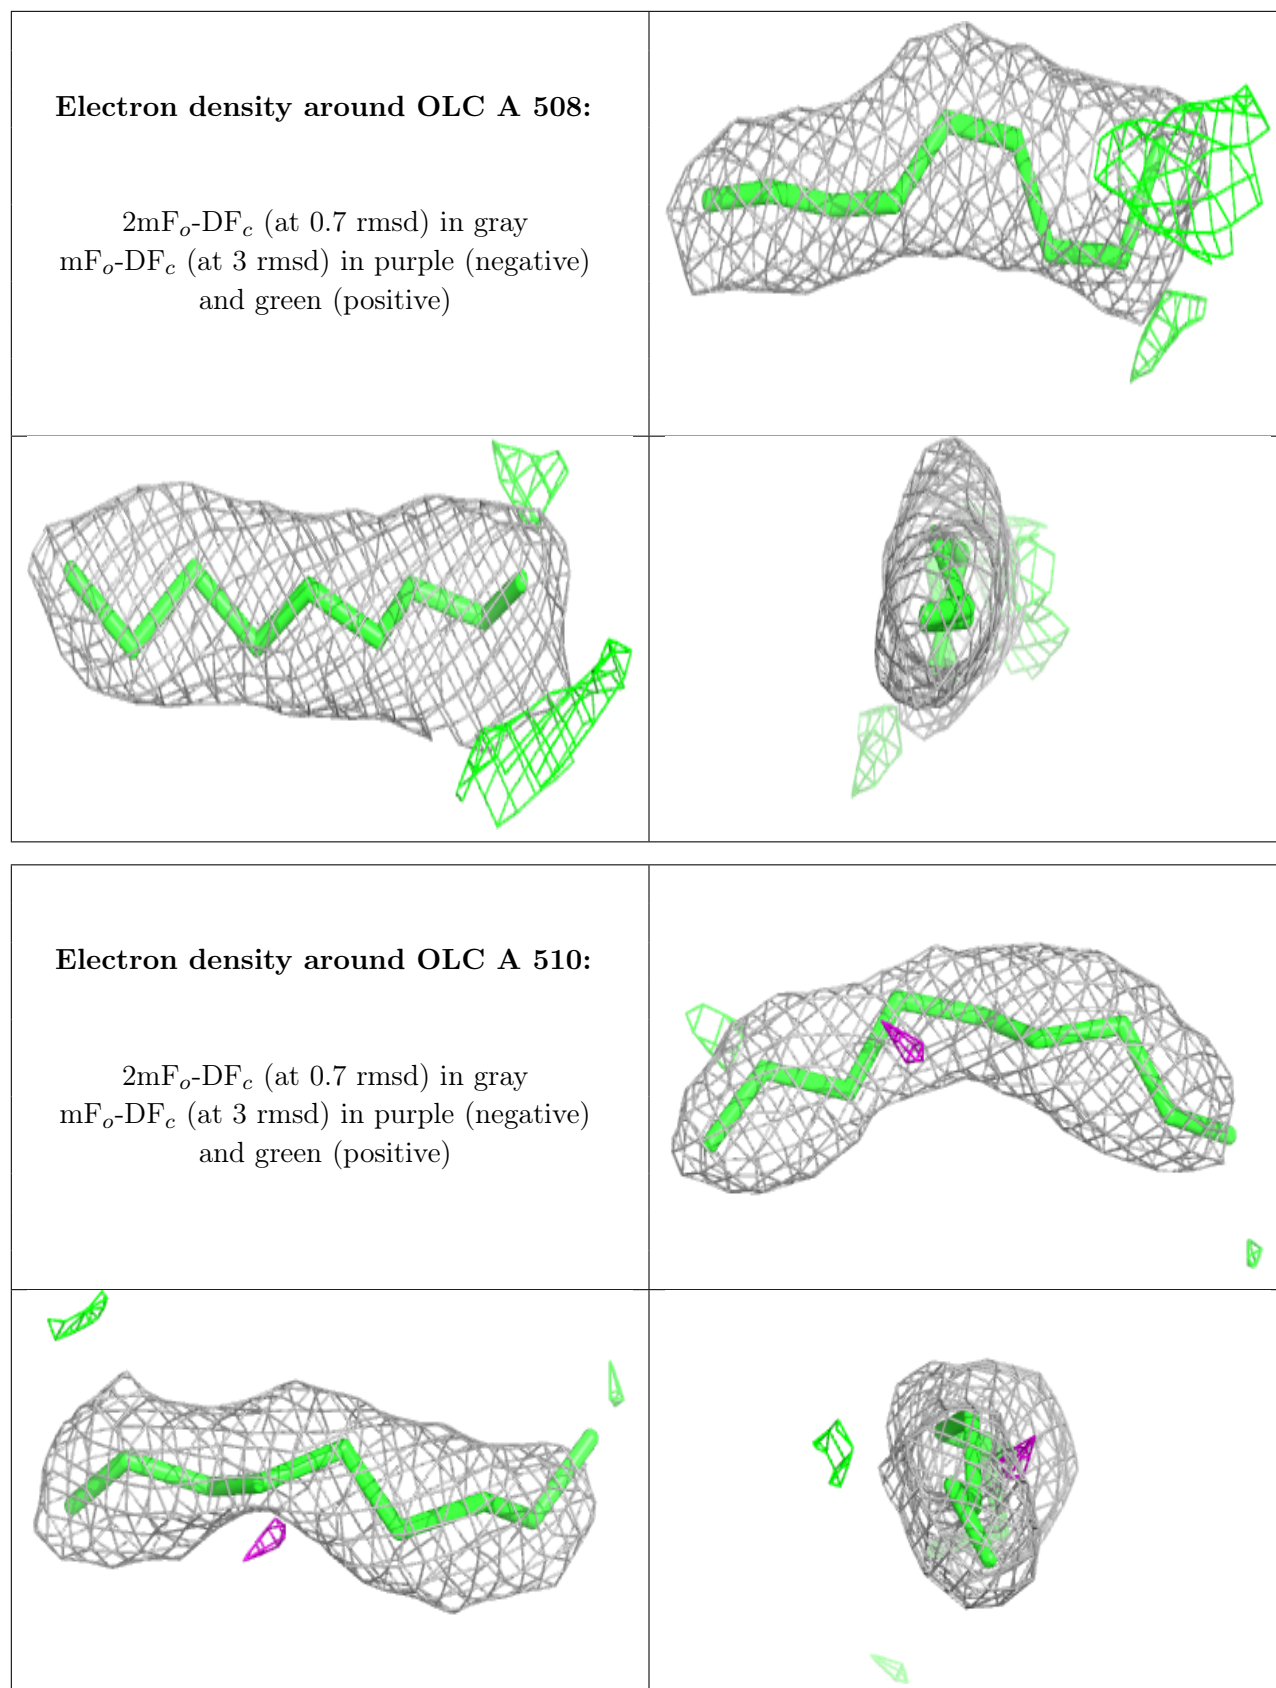 Electron density around OLC A 508:
2mFₒ-DF𝒸 (at 0.7 rmsd) in gray
mFₒ-DF𝒸 (at 3 rmsd) in purple (negative)
and green (positive)
Electron density around OLC A 510:
2mFₒ-DF𝒸 (at 0.7 rmsd) in gray
mFₒ-DF𝒸 (at 3 rmsd) in purple (negative)
and green (positive)